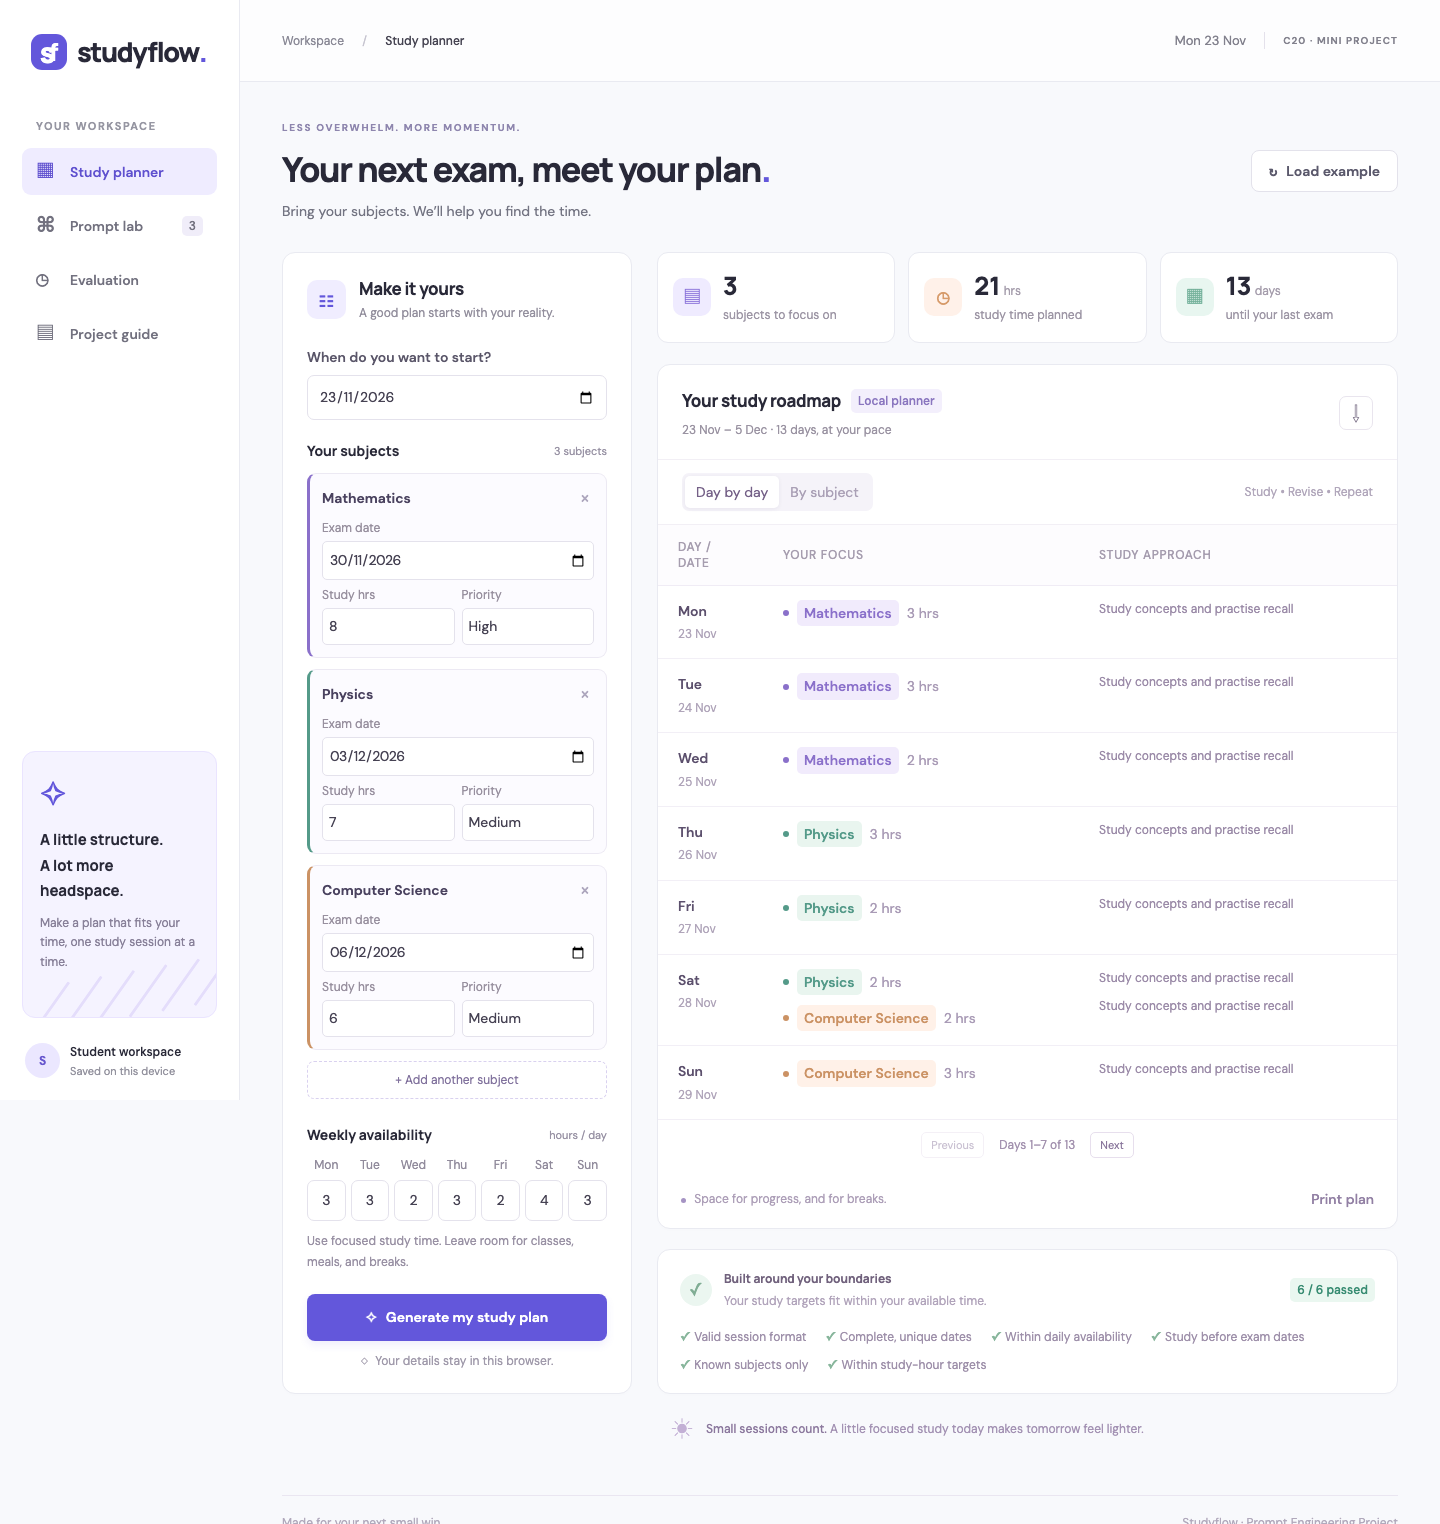 sf studyflow.
YOUR WORKSPACE
Study planner
Prompt lab 3
Evaluation
Project guide
A little structure.
A lot more
headspace.
Make a plan that fits your
time, one study session at a
time.
S
Student workspace
Saved on this device
Workspace / Study planner
Mon 23 Nov
C20 · MINI PROJECT
LESS OVERWHELM. MORE MOMENTUM.
Your next exam, meet your plan.
Bring your subjects. We’ll help you find the time.
↻ Load example
Make it yours
A good plan starts with your reality.
When do you want to start?
23/11/2026
Your subjects 3 subjects
Mathematics ×
Exam date
30/11/2026
Study hrs Priority
8 High
Physics ×
Exam date
03/12/2026
Study hrs Priority
7 Medium
Computer Science ×
Exam date
06/12/2026
Study hrs Priority
6 Medium
+ Add another subject
Weekly availability hours / day
Mon Tue Wed Thu Fri Sat Sun
3 3 2 3 2 4 3
Use focused study time. Leave room for classes,
meals, and breaks.
✧ Generate my study plan
◇ Your details stay in this browser.
3
subjects to focus on
21 hrs
study time planned
13 days
until your last exam
Your study roadmap Local planner
23 Nov – 5 Dec · 13 days, at your pace
Day by day By subject
Study • Revise • Repeat
DAY /
DATE
YOUR FOCUS
STUDY APPROACH
Mon
23 Nov
Mathematics 3 hrs
Study concepts and practise recall
Tue
24 Nov
Mathematics 3 hrs
Study concepts and practise recall
Wed
25 Nov
Mathematics 2 hrs
Study concepts and practise recall
Thu
26 Nov
Physics 3 hrs
Study concepts and practise recall
Fri
27 Nov
Physics 2 hrs
Study concepts and practise recall
Sat
28 Nov
Physics 2 hrs
Computer Science 2 hrs
Study concepts and practise recall
Study concepts and practise recall
Sun
29 Nov
Computer Science 3 hrs
Study concepts and practise recall
Previous Days 1–7 of 13 Next
Space for progress, and for breaks.
Print plan
✓ Built around your boundaries
Your study targets fit within your available time.
6 / 6 passed
✓ Valid session format ✓ Complete, unique dates ✓ Within daily availability ✓ Study before exam dates
✓ Known subjects only ✓ Within study-hour targets
Small sessions count. A little focused study today makes tomorrow feel lighter.
Made for your next small win
Studyflow · Prompt Engineering Project